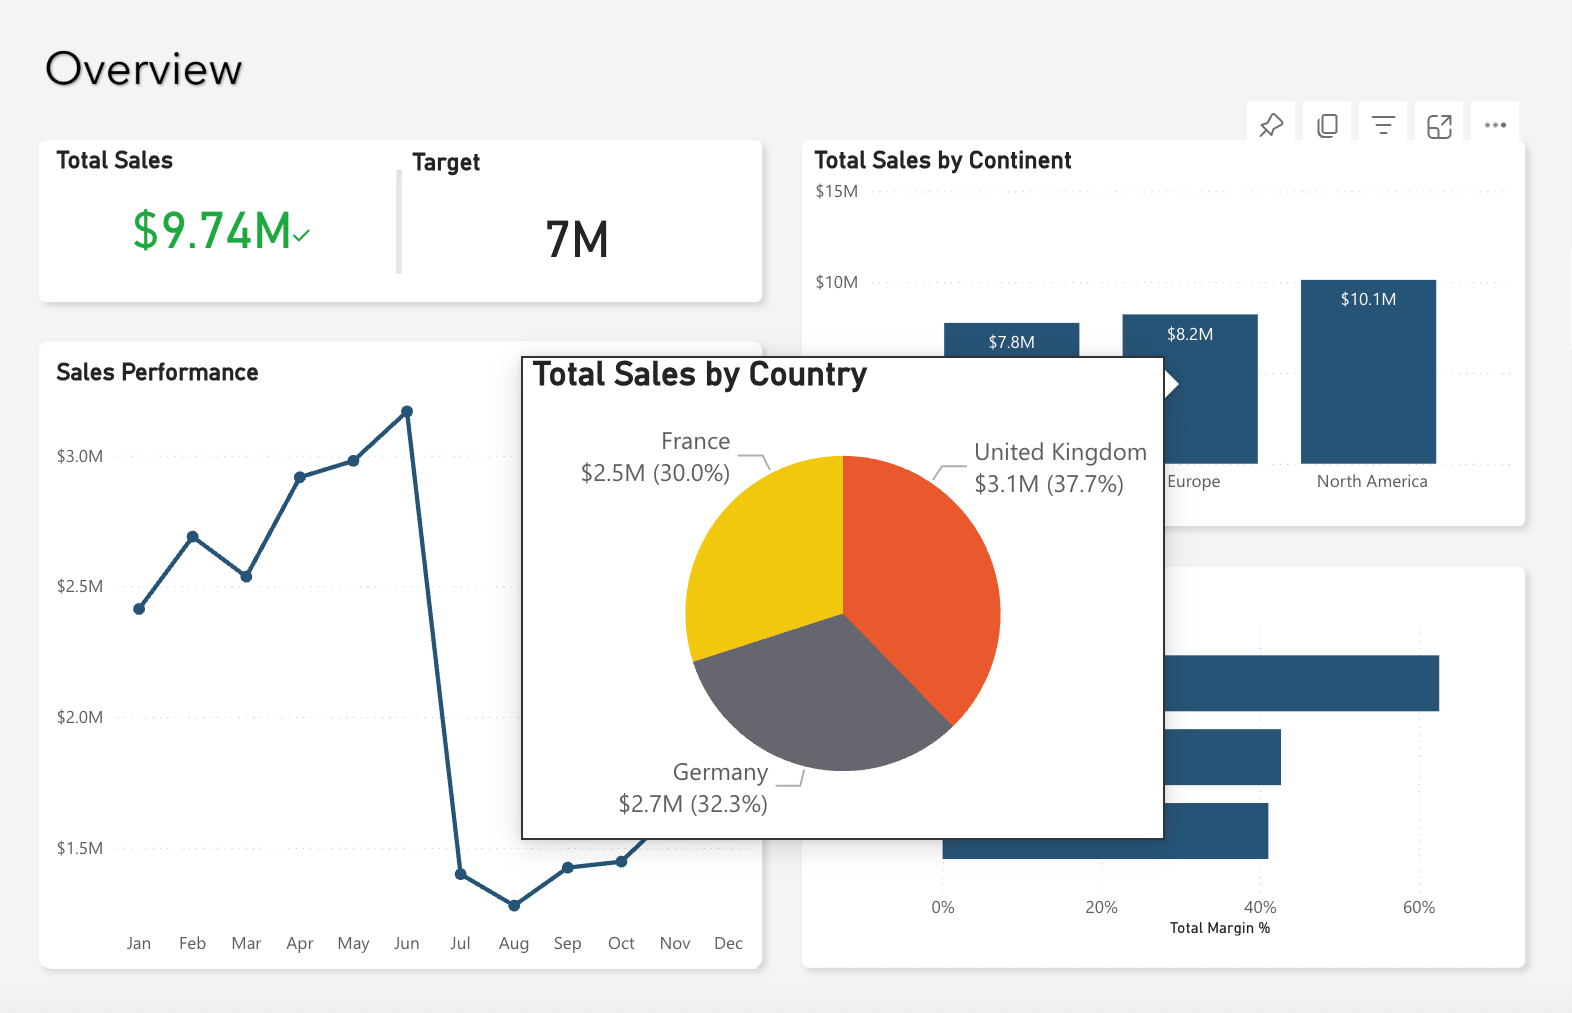 Overview
Total Sales
$9.74M
Target
7M
Total Sales by Continent
$15M
$10M
$7.8M
$8.2M
$10.1M
Europe
North America
Sales Performance
$3.0M
$2.5M
$2.0M
$1.5M
Jan Feb Mar Apr May Jun Jul Aug Sep Oct Nov Dec
Total Sales by Country
France
$2.5M (30.0%)
United Kingdom
$3.1M (37.7%)
Germany
$2.7M (32.3%)
0% 20% 40% 60%
Total Margin %